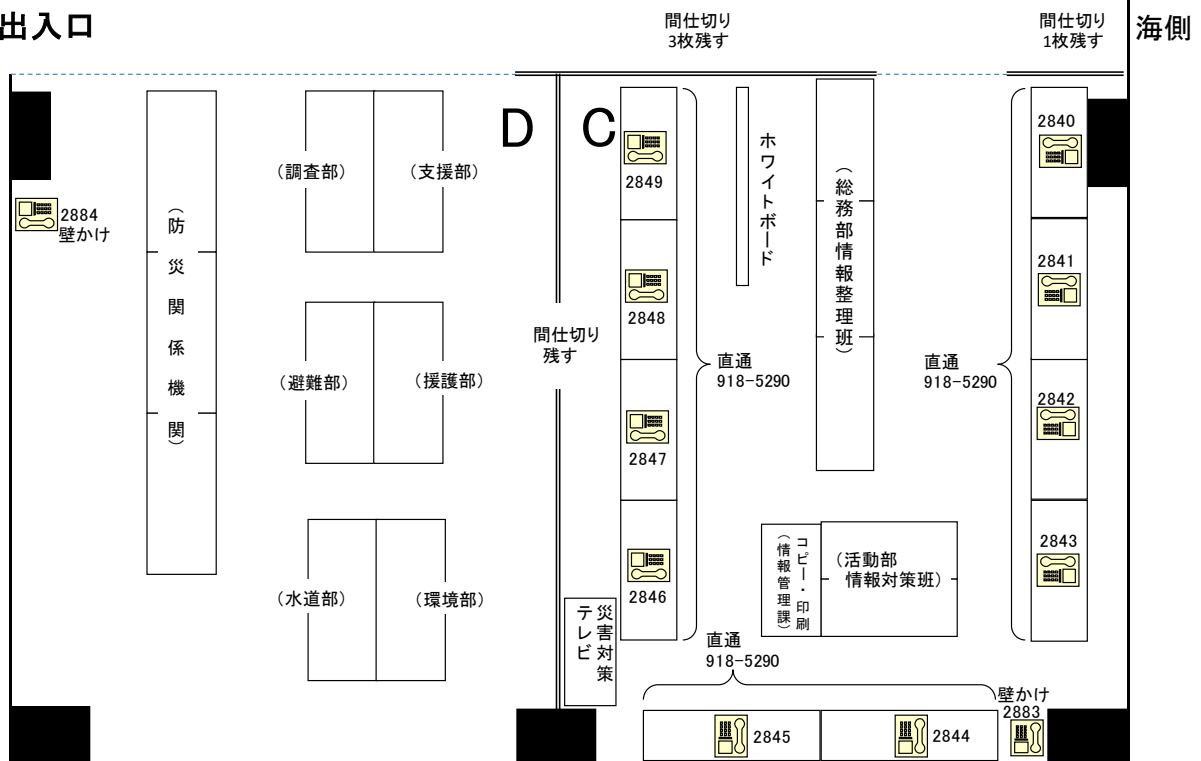 出入口
間仕切り
3枚残す
間仕切り
1枚残す
海側
D
C
2884
壁かけ
（防災関係機関）
（調査部）
（支援部）
（避難部）
（援護部）
（水道部）
（環境部）
間仕切り
残す
2849
2848
2847
2846
ホワイトボード
直通
918-5290
（総務部情報整理班）
直通
918-5290
2840
2841
2842
2843
コピー・印刷
（情報管理課）
（活動部
情報対策班）
災害対策
テレビ
直通
918-5290
2845
2844
壁かけ
2883